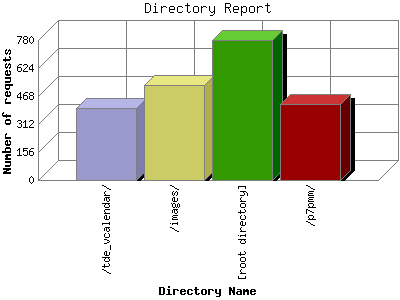 Directory Report
Number of requests
780
624
468
312
156
0
/tde_vcalendar/
/images/
[root directory]
/p7pmm/
Directory Name